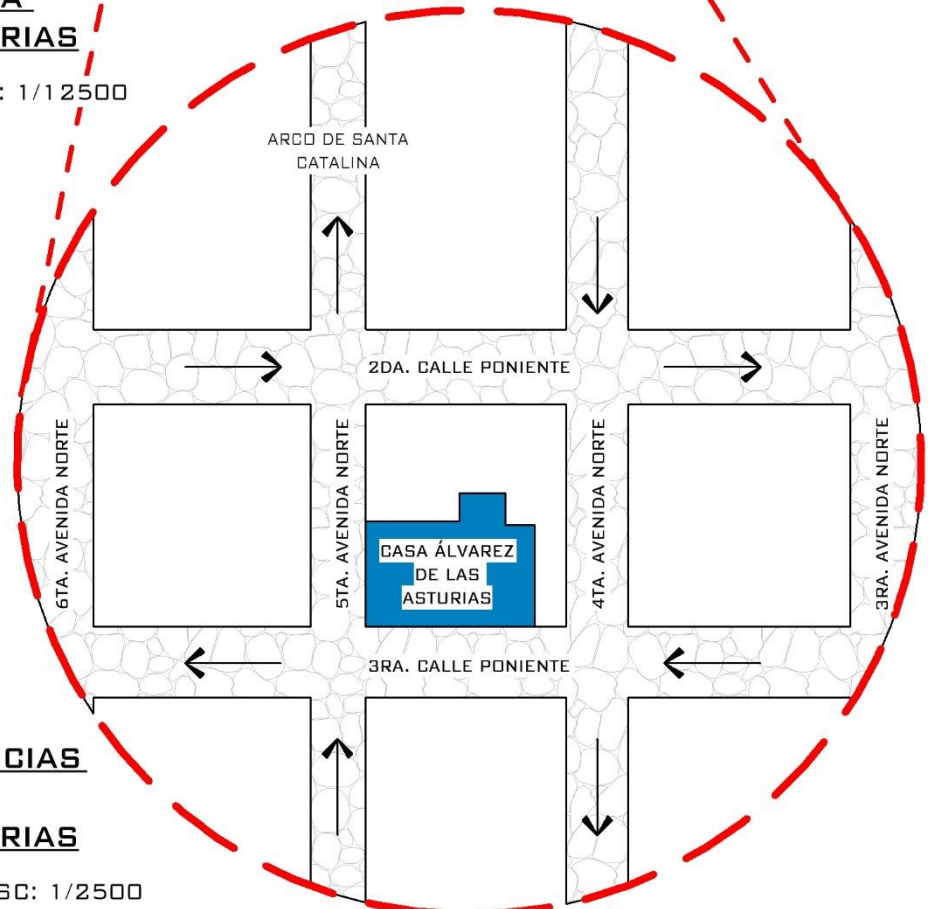 A
RIAS
: 1/12500
ARCO DE SANTA
CATALINA
2DA. CALLE PONIENTE
6TA. AVENIDA NORTE
5TA. AVENIDA NORTE
CASA ÁLVAREZ
DE LAS
ASTURIAS
4TA. AVENIDA NORTE
3RA. AVENIDA NORTE
3RA. CALLE PONIENTE
CIAS
RIAS
SC: 1/2500